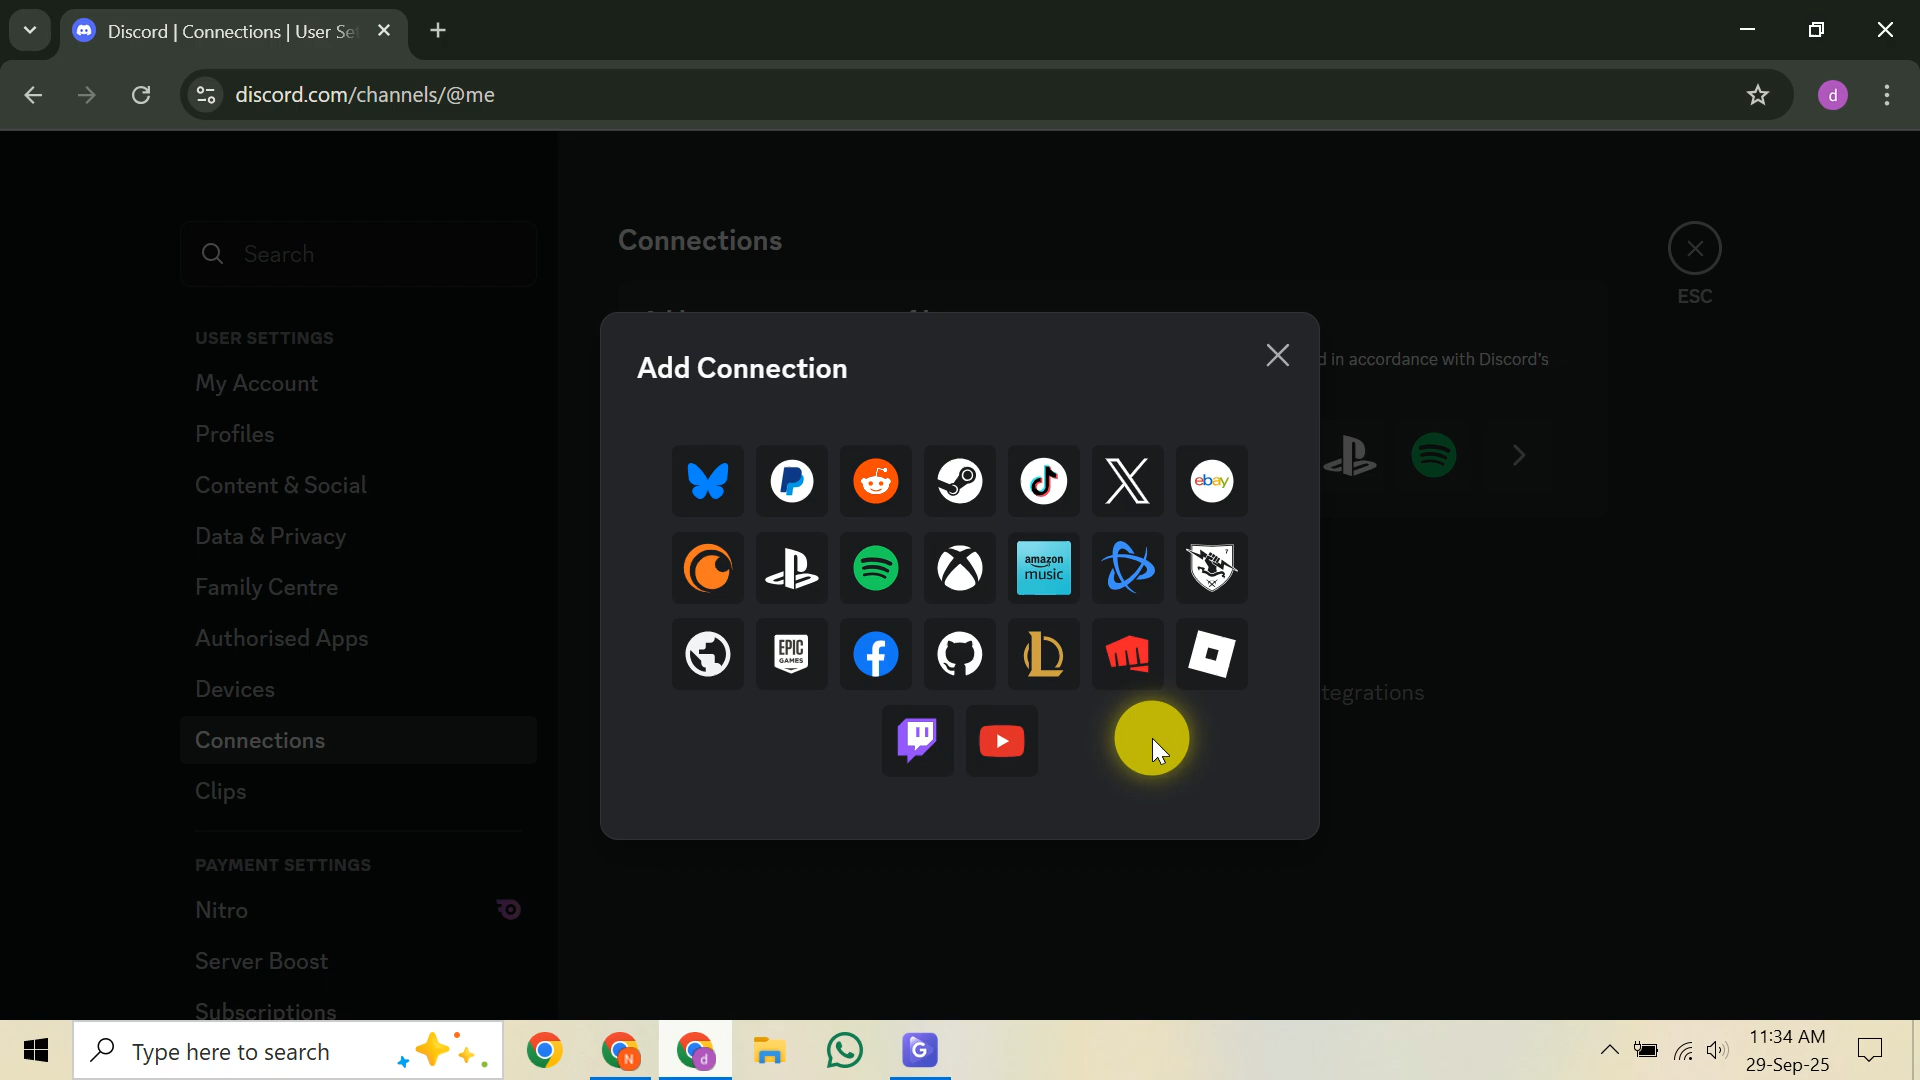 Discord | Connections | User Se
discord.com/channels/@me
d
Search
Connections
ESC
USER SETTINGS
My Account
Add Connection
d in accordance with Discord's
Profiles
Content & Social
ebay
Data & Privacy
amazon
music
Family Centre
Authorised Apps
EPIC
GAMES
Devices
tegrations
Connections
Clips
PAYMENT SETTINGS
Nitro
Server Boost
Subscriptions
Type here to search
N
d
G
11:34 AM
29-Sep-25